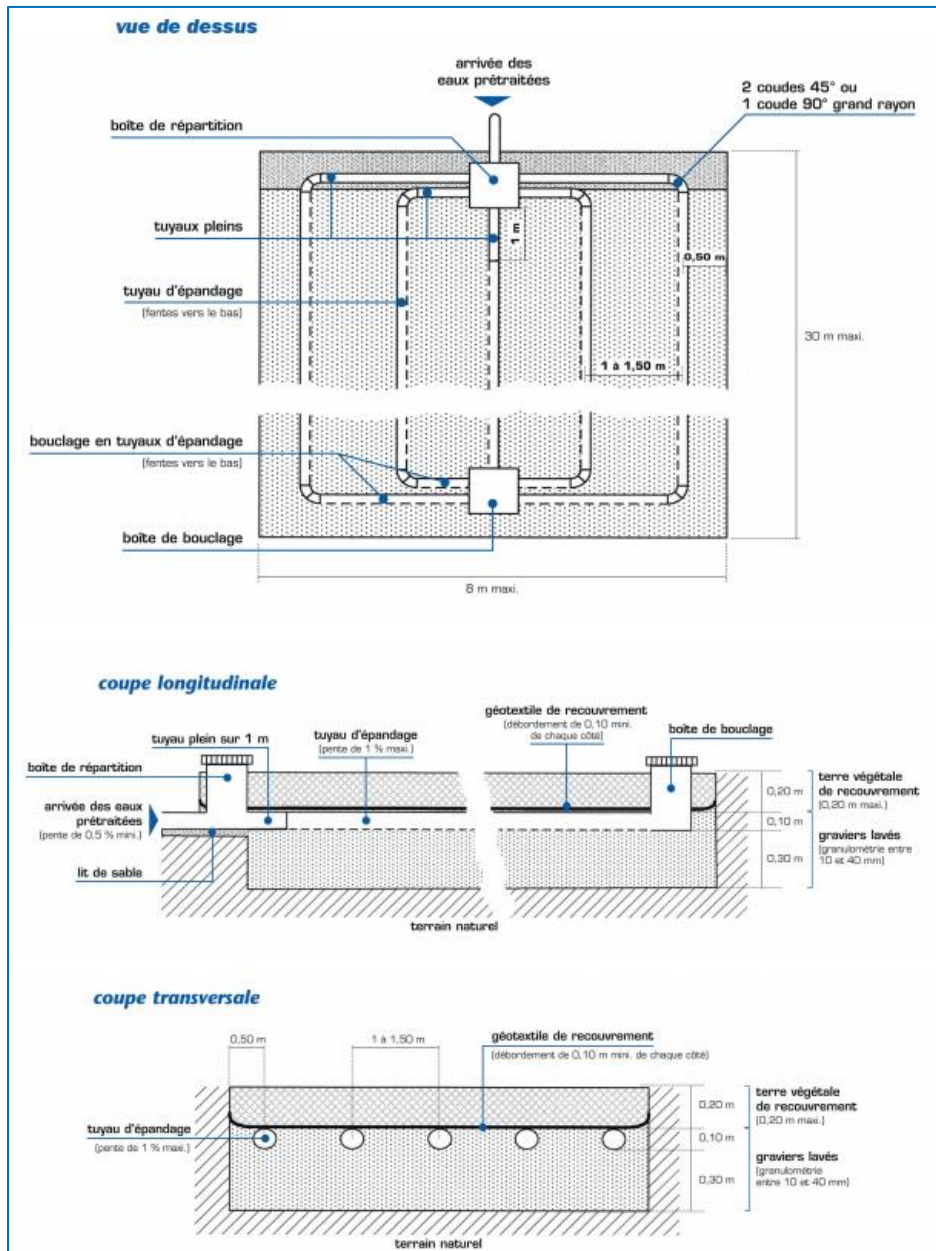 vue de dessus
arrivée des
eaux prétraitées
2 coudes 45° ou
1 coude 90° grand rayon
boîte de répartition
tuyaux pleins
1 m
0,50 m
tuyau d'épandage
(fentes vers le bas)
30 m maxi.
1 à 1,50 m
bouclage en tuyaux d'épandage
(fentes vers le bas)
boîte de bouclage
8 m maxi.
coupe longitudinale
géotextile de recouvrement
(débordement de 0,10 mini.
de chaque côté)
tuyau d'épandage
(pente de 1 % maxi.)
boîte de bouclage
tuyau plein sur 1 m
boîte de répartition
arrivée des eaux
prétraitées
(pente de 0,5 % mini.)
lit de sable
0,20 m
0,10 m
0,30 m
terre végétale
de recouvrement
(0,20 m maxi.)
graviers lavés
(granulométrie entre
10 et 40 mm)
terrain naturel
coupe transversale
0,50 m
1 à 1,50 m
géotextile de recouvrement
(débordement de 0,10 m mini. de chaque côté)
tuyau d'épandage
(pente de 1 % maxi.)
0,20 m
0,10 m
0,30 m
terre végétale
de recouvrement
(0,20 m maxi.)
graviers lavés
(granulométrie
entre 10 et 40 mm)
terrain naturel